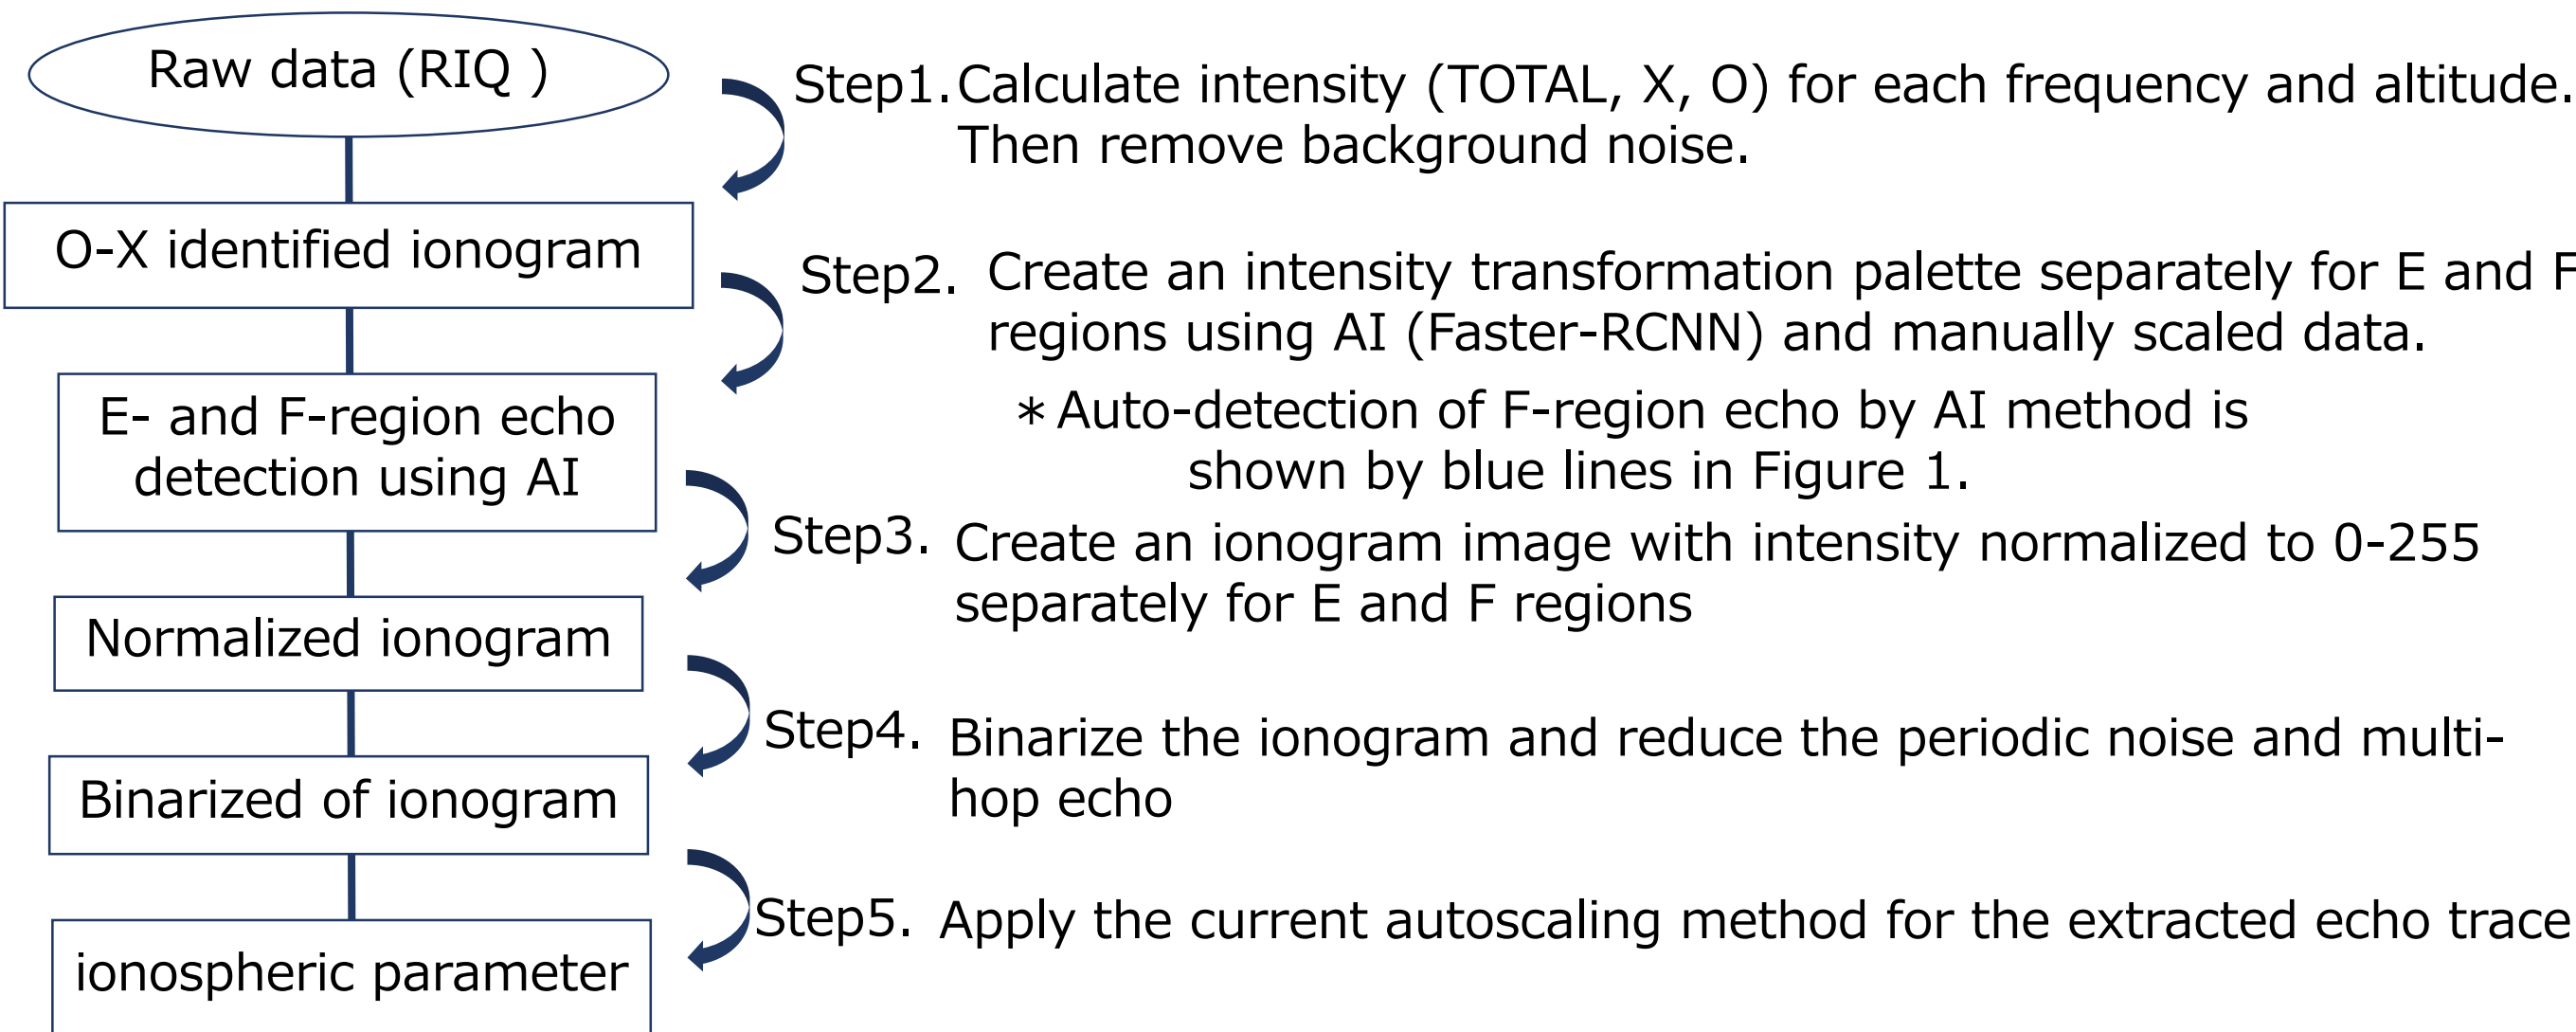 Raw data (RIQ )
Step1. Calculate intensity (TOTAL, X, O) for each frequency and altitude.
Then remove background noise.
O-X identified ionogram
Step2. Create an intensity transformation palette separately for E and F
regions using AI (Faster-RCNN) and manually scaled data.
E- and F-region echo
detection using AI
* Auto-detection of F-region echo by AI method is
shown by blue lines in Figure 1.
Step3. Create an ionogram image with intensity normalized to 0-255
separately for E and F regions
Normalized ionogram
Step4. Binarize the ionogram and reduce the periodic noise and multi-
hop echo
Binarized of ionogram
Step5. Apply the current autoscaling method for the extracted echo trace
ionospheric parameter